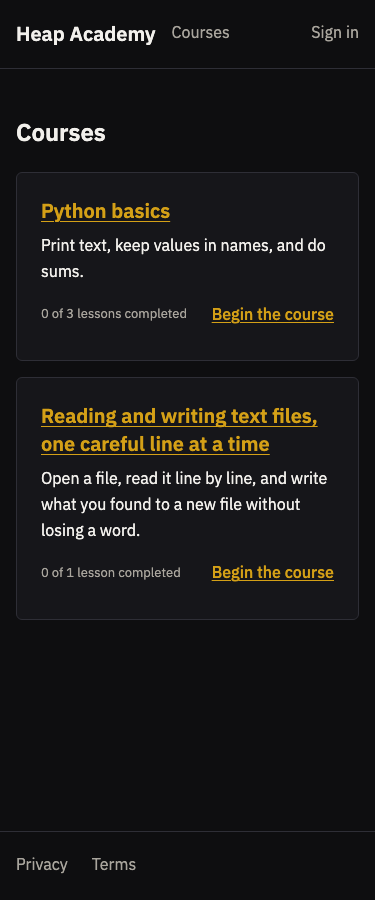 Heap Academy Courses Sign in
Courses
Python basics
Print text, keep values in names, and do
sums.
0 of 3 lessons completed Begin the course
Reading and writing text files,
one careful line at a time
Open a file, read it line by line, and write
what you found to a new file without
losing a word.
0 of 1 lesson completed Begin the course
Privacy Terms